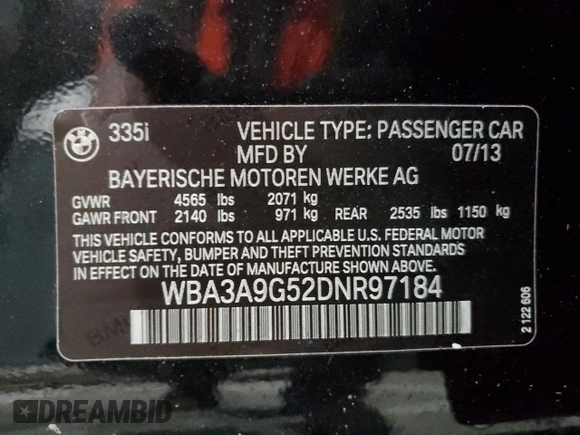 335i VEHICLE TYPE: PASSENGER CAR
MFD BY 07/13
BAYERISCHE MOTOREN WERKE AG
GVWR 4565 lbs 2071 kg
GAWR FRONT 2140 lbs 971 kg REAR 2535 lbs 1150 kg
THIS VEHICLE CONFORMS TO ALL APPLICABLE U.S. FEDERAL MOTOR
VEHICLE SAFETY, BUMPER AND THEFT PREVENTION STANDARDS
IN EFFECT ON THE DATE OF MANUFACTURE SHOWN ABOVE.
WBA3A9G52DNR97184
2 122 606
DREAMBID